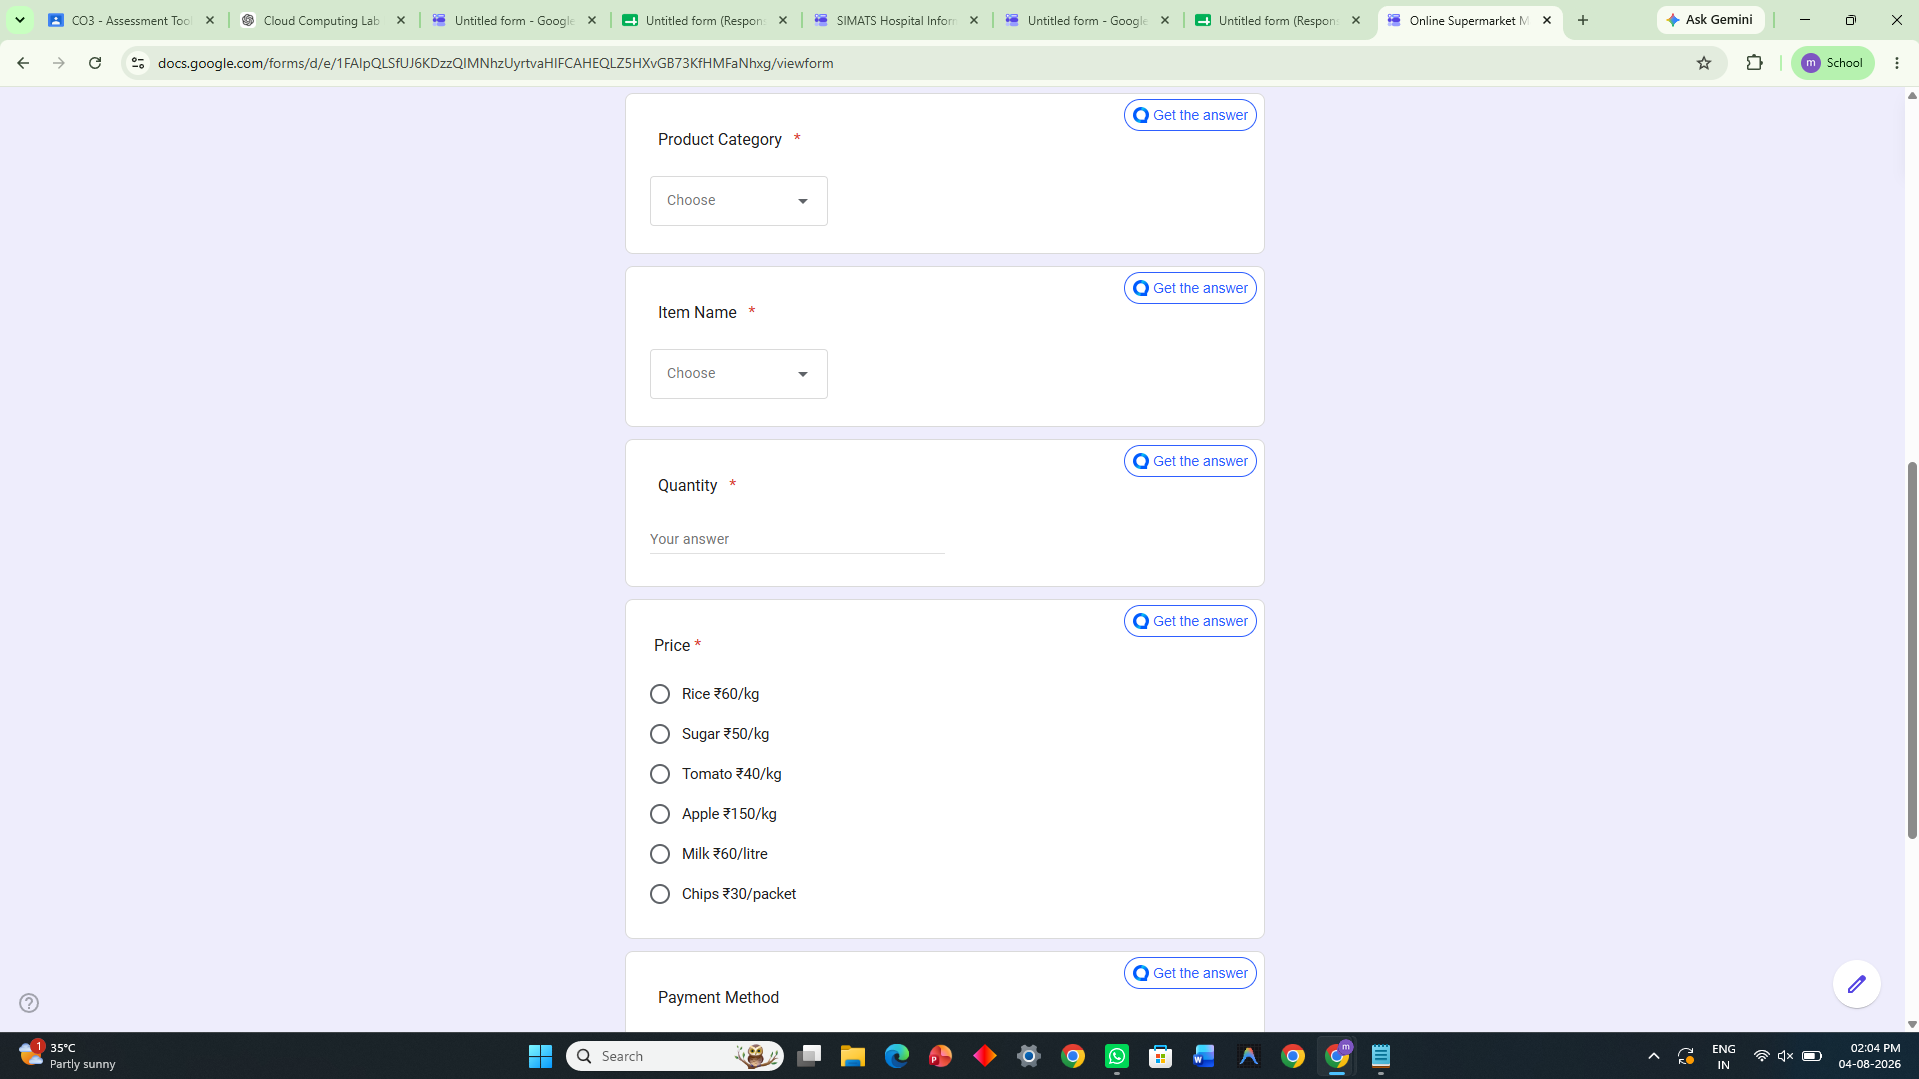 CO3 - Assessment Tool
Cloud Computing Lab
Untitled form - Google
Untitled form (Respons
SIMATS Hospital Inform
Untitled form - Google
Untitled form (Respons
Online Supermarket M
Ask Gemini
docs.google.com/forms/d/e/1FAIpQLSfUJ6KDzzQIMNhzUyrtvaHIFCAHEQLZ5HXvGB73KfHMFaNhxg/viewform
m
School
Get the answer
Product Category *
Choose
Get the answer
Item Name *
Choose
Get the answer
Quantity *
Your answer
Get the answer
Price *
Rice ₹60/kg
Sugar ₹50/kg
Tomato ₹40/kg
Apple ₹150/kg
Milk ₹60/litre
Chips ₹30/packet
Get the answer
Payment Method
1
35°C
Partly sunny
Search
m
ENG
IN
02:04 PM
04-08-2026